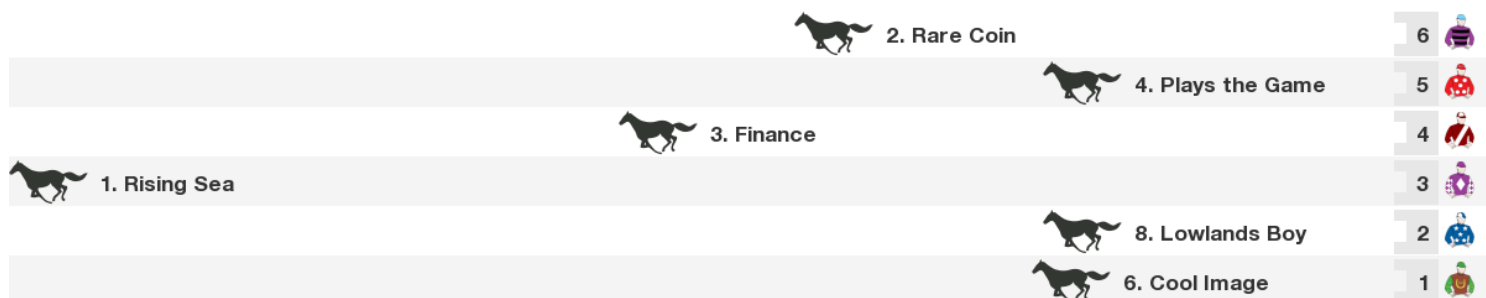 2. Rare Coin 6
4. Plays the Game 5
3. Finance 4
1. Rising Sea 3
8. Lowlands Boy 2
6. Cool Image 1